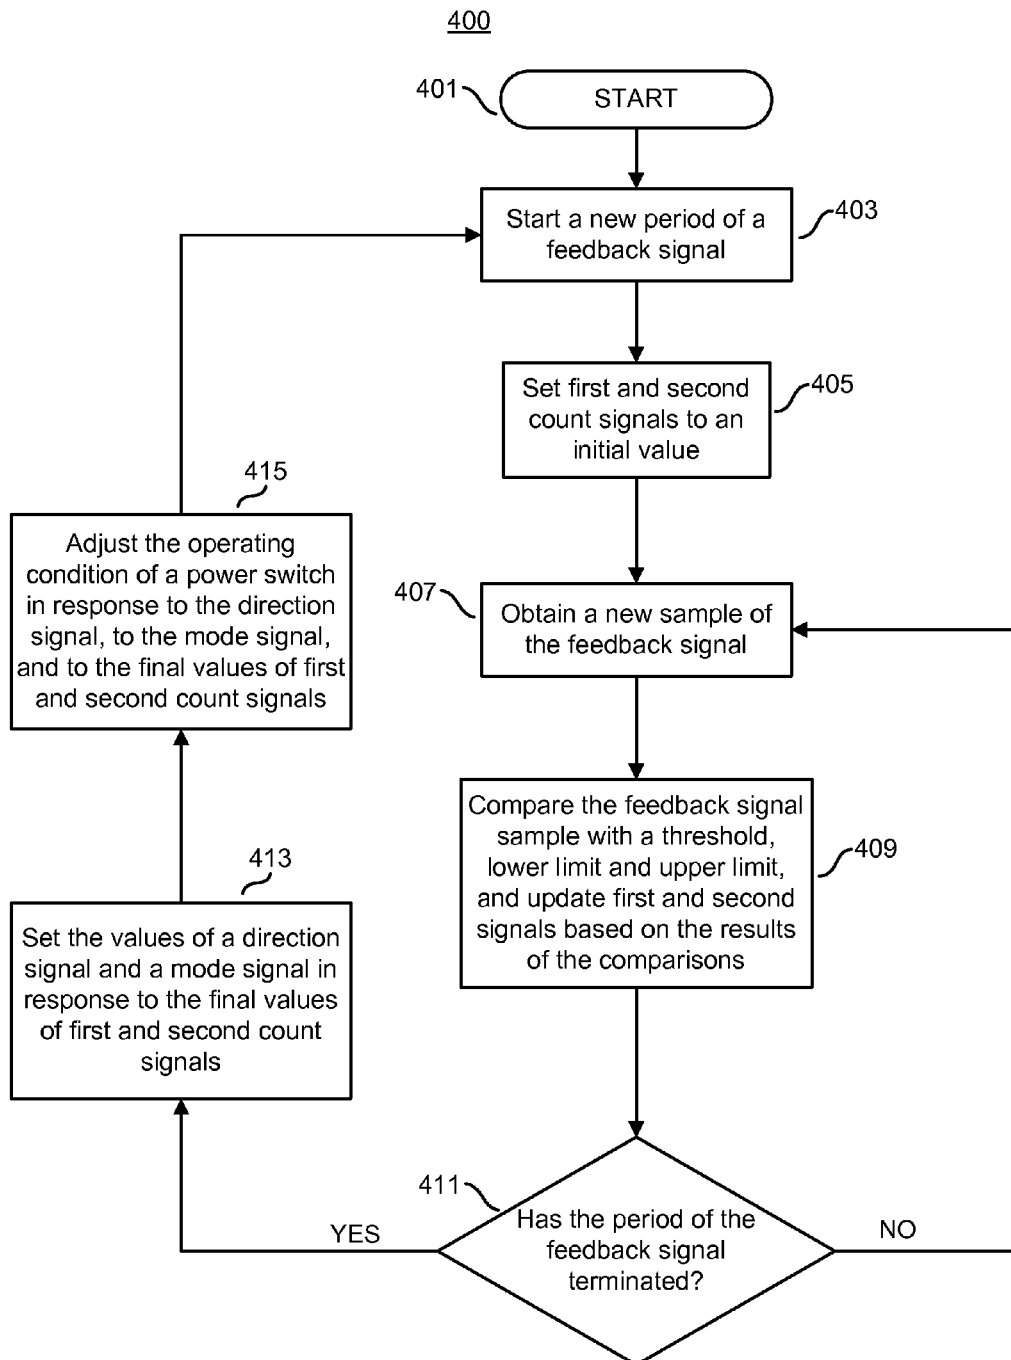 400
401
START
Start a new period of a
feedback signal
403
Set first and second
count signals to an
initial value
405
407
Obtain a new sample of
the feedback signal
Compare the feedback signal
sample with a threshold,
lower limit and upper limit,
and update first and second
signals based on the results
of the comparisons
409
411
Has the period of the
feedback signal
terminated?
YES
NO
413
Set the values of a direction
signal and a mode signal in
response to the final values
of first and second count
signals
415
Adjust the operating
condition of a power switch
in response to the direction
signal, to the mode signal,
and to the final values of first
and second count signals